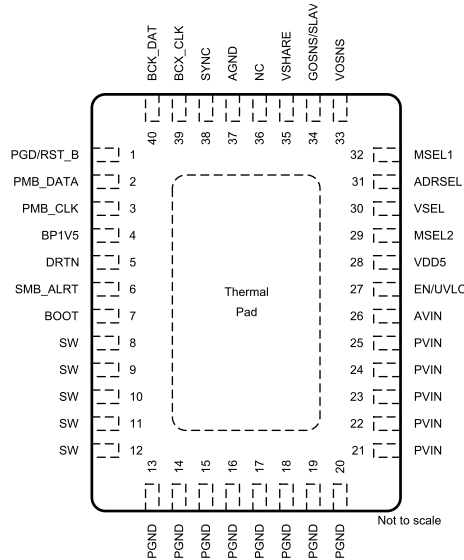 BCK_DAT
BCX_CLK
SYNC
AGND
NC
VSHARE
GOSNS/SLAV
VOSNS
40
39
38
37
36
35
34
33
PGD/RST_B 1
PMB_DATA 2
PMB_CLK 3
BP1V5 4
DRTN 5
SMB_ALRT 6
BOOT 7
SW 8
SW 9
SW 10
SW 11
SW 12
Thermal
Pad
32 MSEL1
31 ADRSEL
30 VSEL
29 MSEL2
28 VDD5
27 EN/UVLO
26 AVIN
25 PVIN
24 PVIN
23 PVIN
22 PVIN
21 PVIN
13
14
15
16
17
18
19
20
PGND
PGND
PGND
PGND
PGND
PGND
PGND
PGND
Not to scale